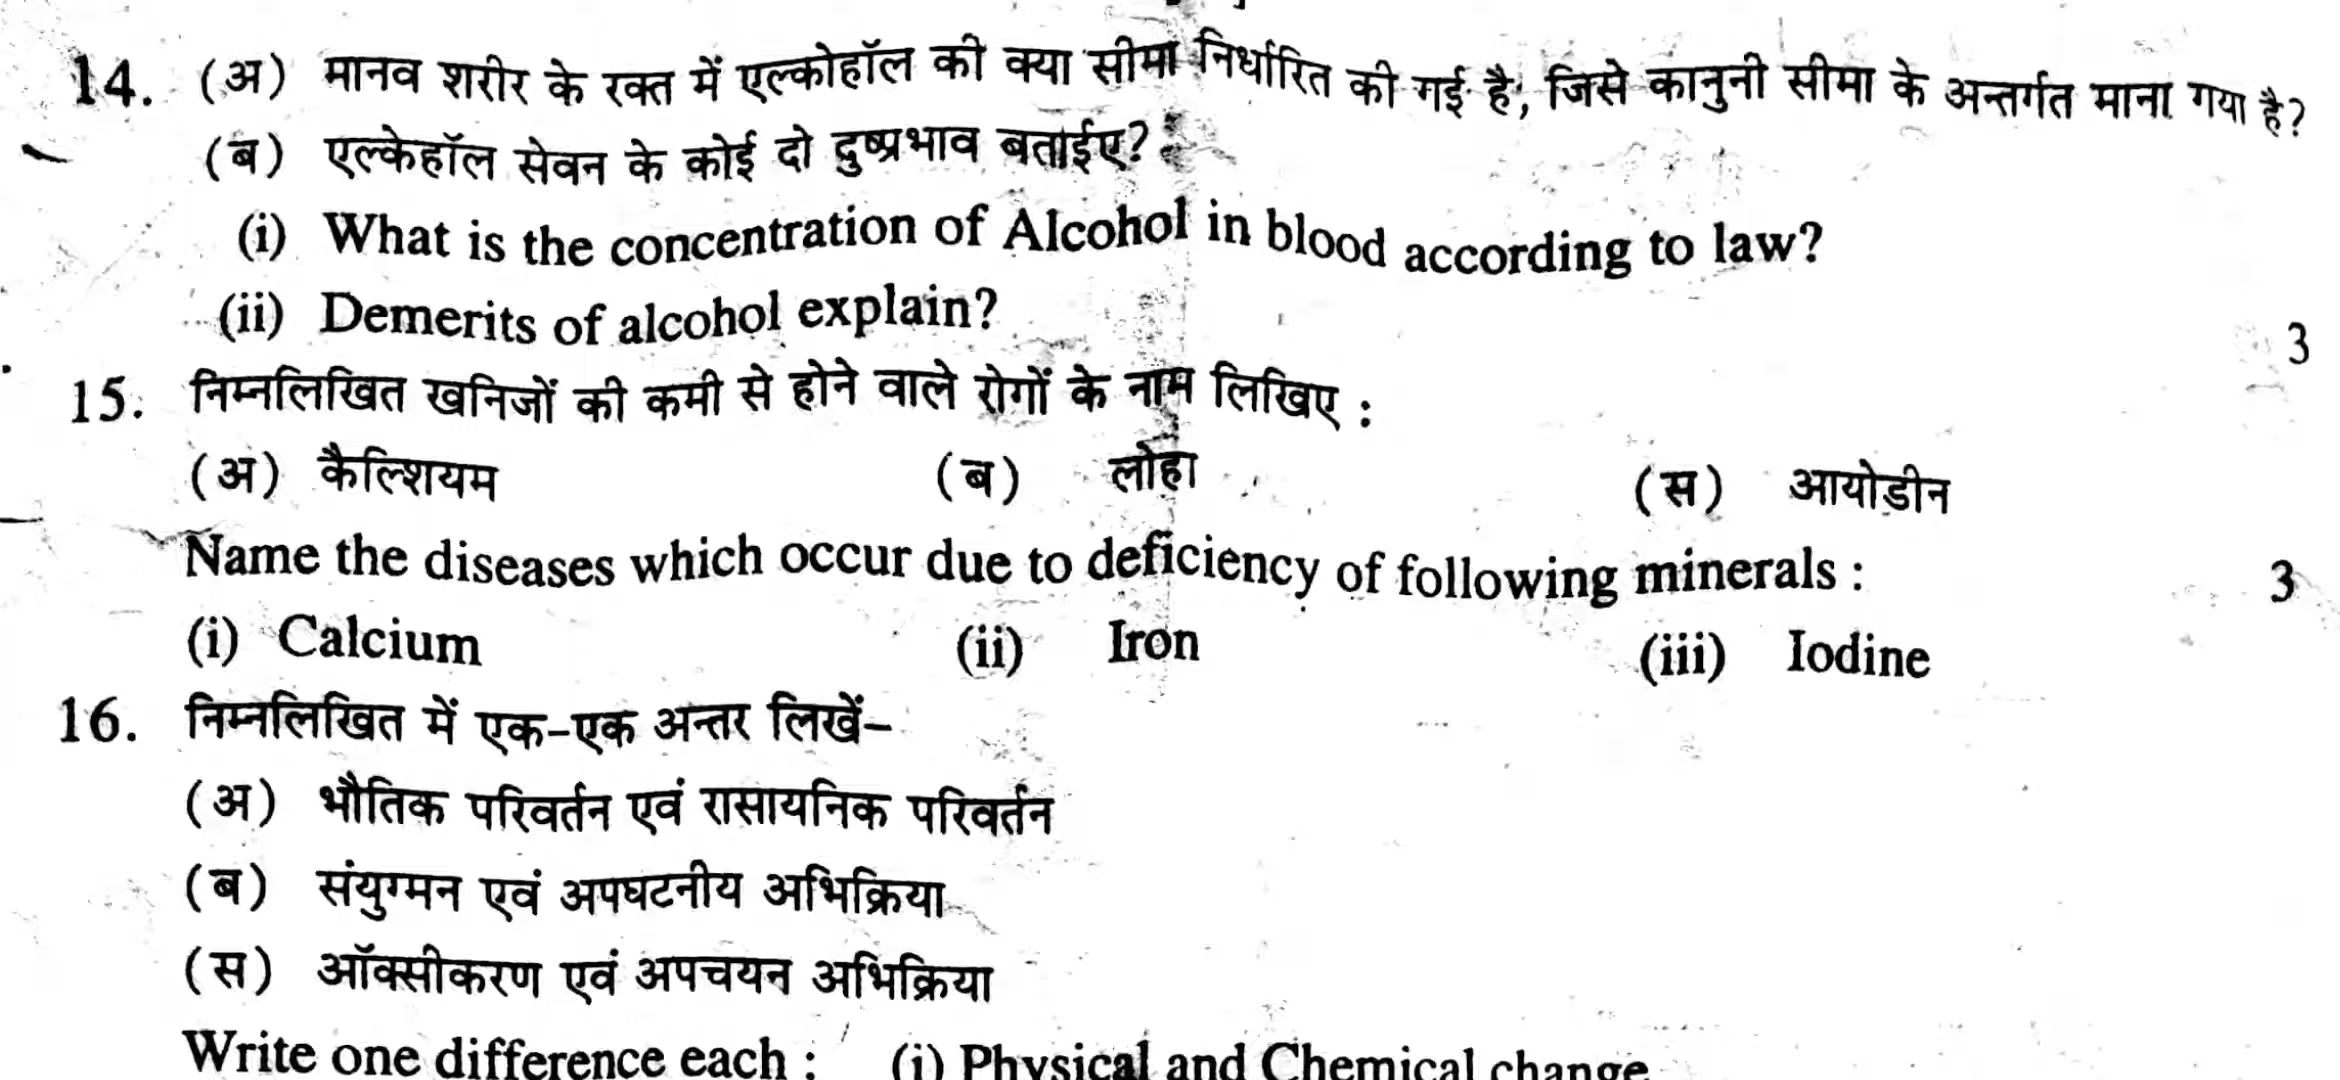 14. (अ) मानव शरीर के रक्त में एल्कोहॉल की क्या सीमा निर्धारित की गई है, जिसे कानुनी सीमा के अन्तर्गत माना गया है?
(ब) एल्केहॉल सेवन के कोई दो दुष्प्रभाव बताईए?
(i) What is the concentration of Alcohol in blood according to law?
(ii) Demerits of alcohol explain? 3
15. निम्नलिखित खनिजों की कमी से होने वाले रोगों के नाम लिखिए :
(अ) कैल्शियम (ब) लोहा (स) आयोडीन
Name the diseases which occur due to deficiency of following minerals : 3
(i) Calcium (ii) Iron (iii) Iodine
16. निम्नलिखित में एक-एक अन्तर लिखें-
(अ) भौतिक परिवर्तन एवं रासायनिक परिवर्तन
(ब) संयुग्मन एवं अपघटनीय अभिक्रिया
(स) ऑक्सीकरण एवं अपचयन अभिक्रिया
Write one difference each : (i) Physical and Chemical change